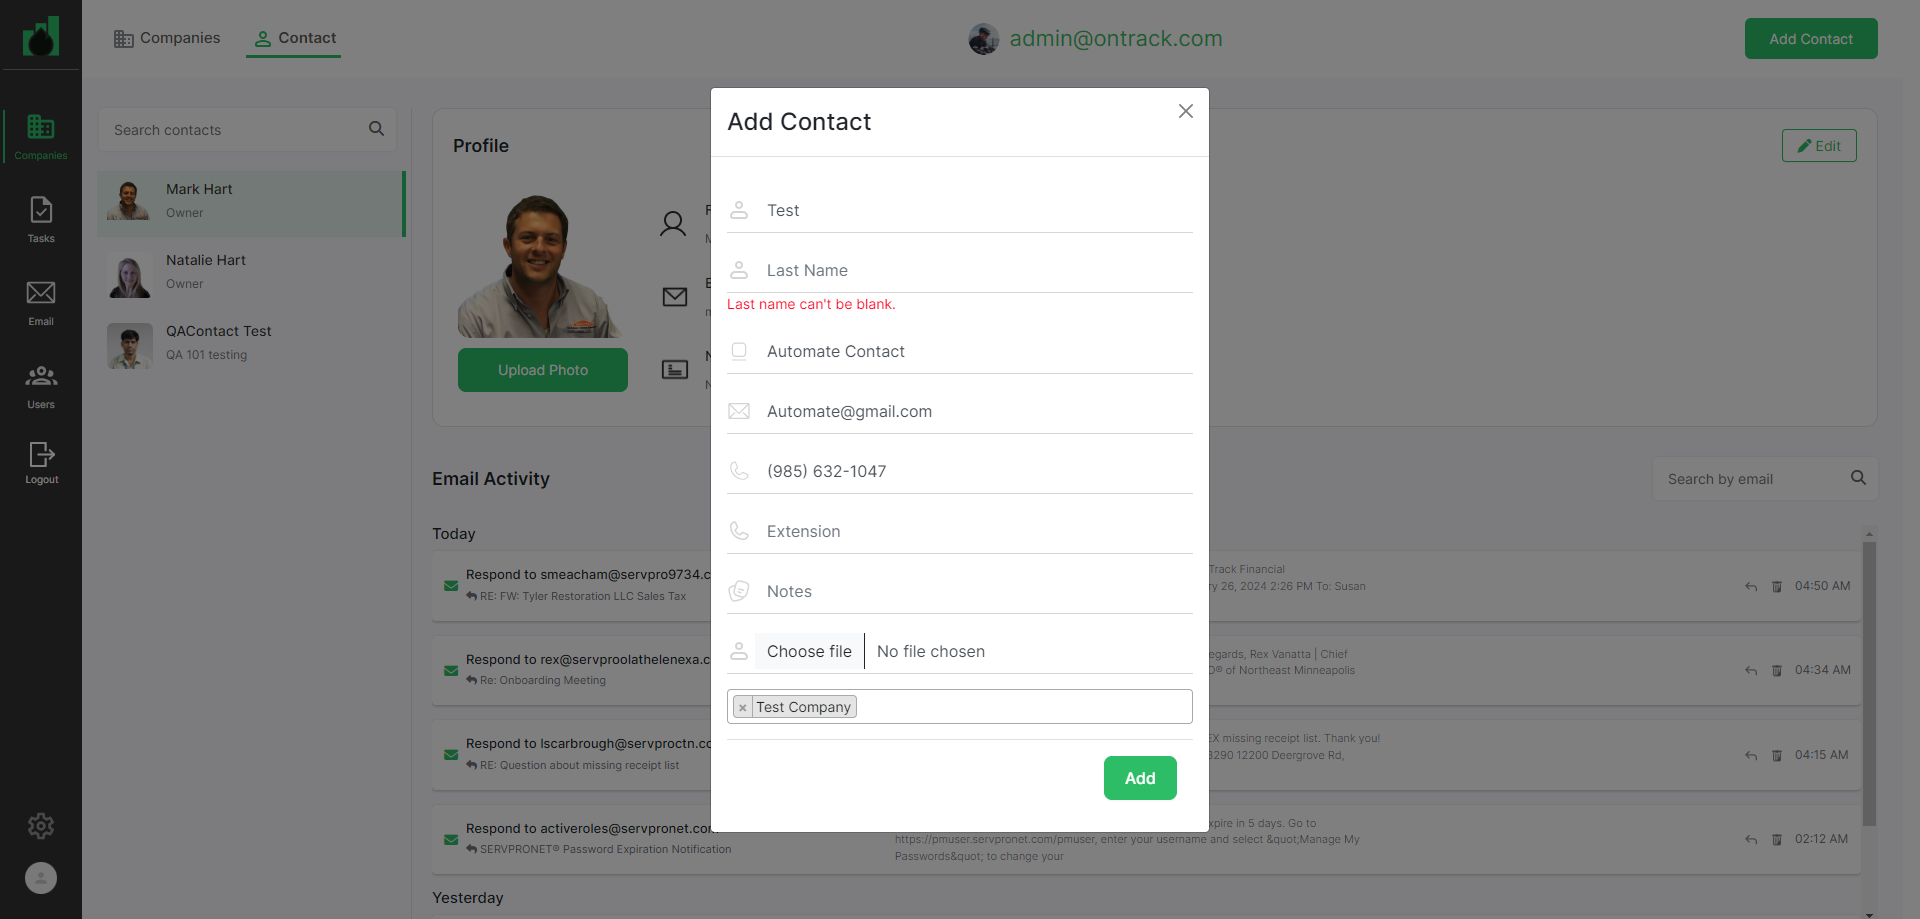 Companies
Contact
admin@ontrack.com
Add Contact
Companies
Tasks
Email
Users
Logout
Search contacts
Mark Hart
Owner
Natalie Hart
Owner
QAContact Test
QA 101 testing
Profile
Edit
Upload Photo
Add Contact
Test
Last Name
Last name can't be blank.
Automate Contact
Automate@gmail.com
(985) 632-1047
Extension
Notes
Choose file No file chosen
× Test Company
Add
Email Activity
Search by email
Today
Respond to smeacham@servpro9734.c
RE: FW: Tyler Restoration LLC Sales Tax
Track Financial
ry 26, 2024 2:26 PM To: Susan
04:50 AM
Respond to rex@servproolathelenexa.c
Re: Onboarding Meeting
egards, Rex Vanatta | Chief
O® of Northeast Minneapolis
04:34 AM
Respond to lscarbrough@servproctn.co
RE: Question about missing receipt list
EX missing receipt list. Thank you!
3290 12200 Deergrove Rd,
04:15 AM
Respond to activeroles@servpronet.com
SERVPRONET® Password Expiration Notification
xpire in 5 days. Go to
https://pmuser.servpronet.com/pmuser, enter your username and select &quot;Manage My
Passwords&quot; to change your
02:12 AM
Yesterday